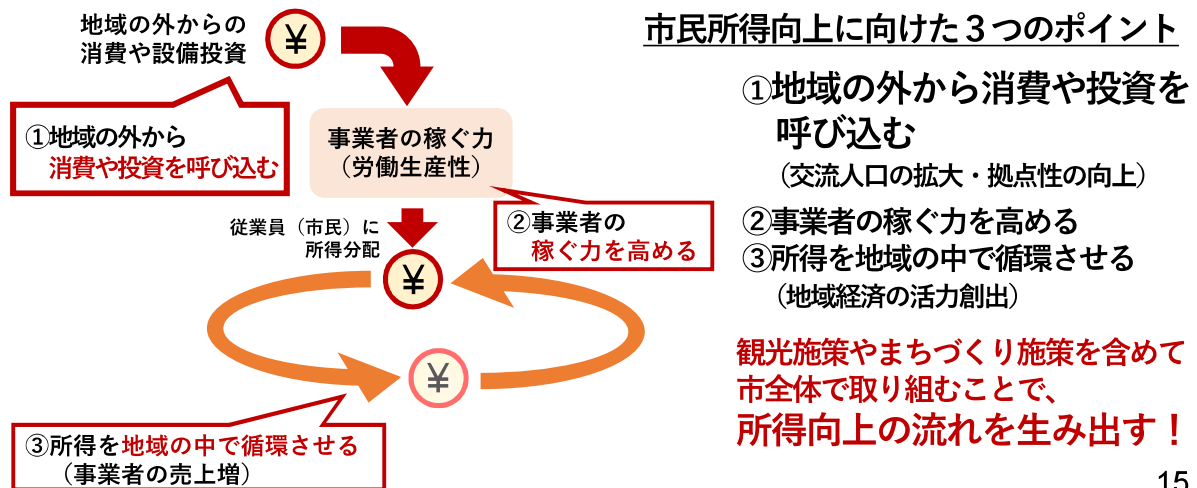 地域の外からの
消費や設備投資
¥
①地域の外から
消費や投資を呼び込む
事業者の稼ぐ力
（労働生産性）
従業員（市民）に
所得分配
②事業者の
稼ぐ力を高める
¥
¥
③所得を地域の中で循環させる
（事業者の売上増）
市民所得向上に向けた３つのポイント
①地域の外から消費や投資を
呼び込む
（交流人口の拡大・拠点性の向上）
②事業者の稼ぐ力を高める
③所得を地域の中で循環させる
（地域経済の活力創出）
観光施策やまちづくり施策を含めて
市全体で取り組むことで、
所得向上の流れを生み出す！
15